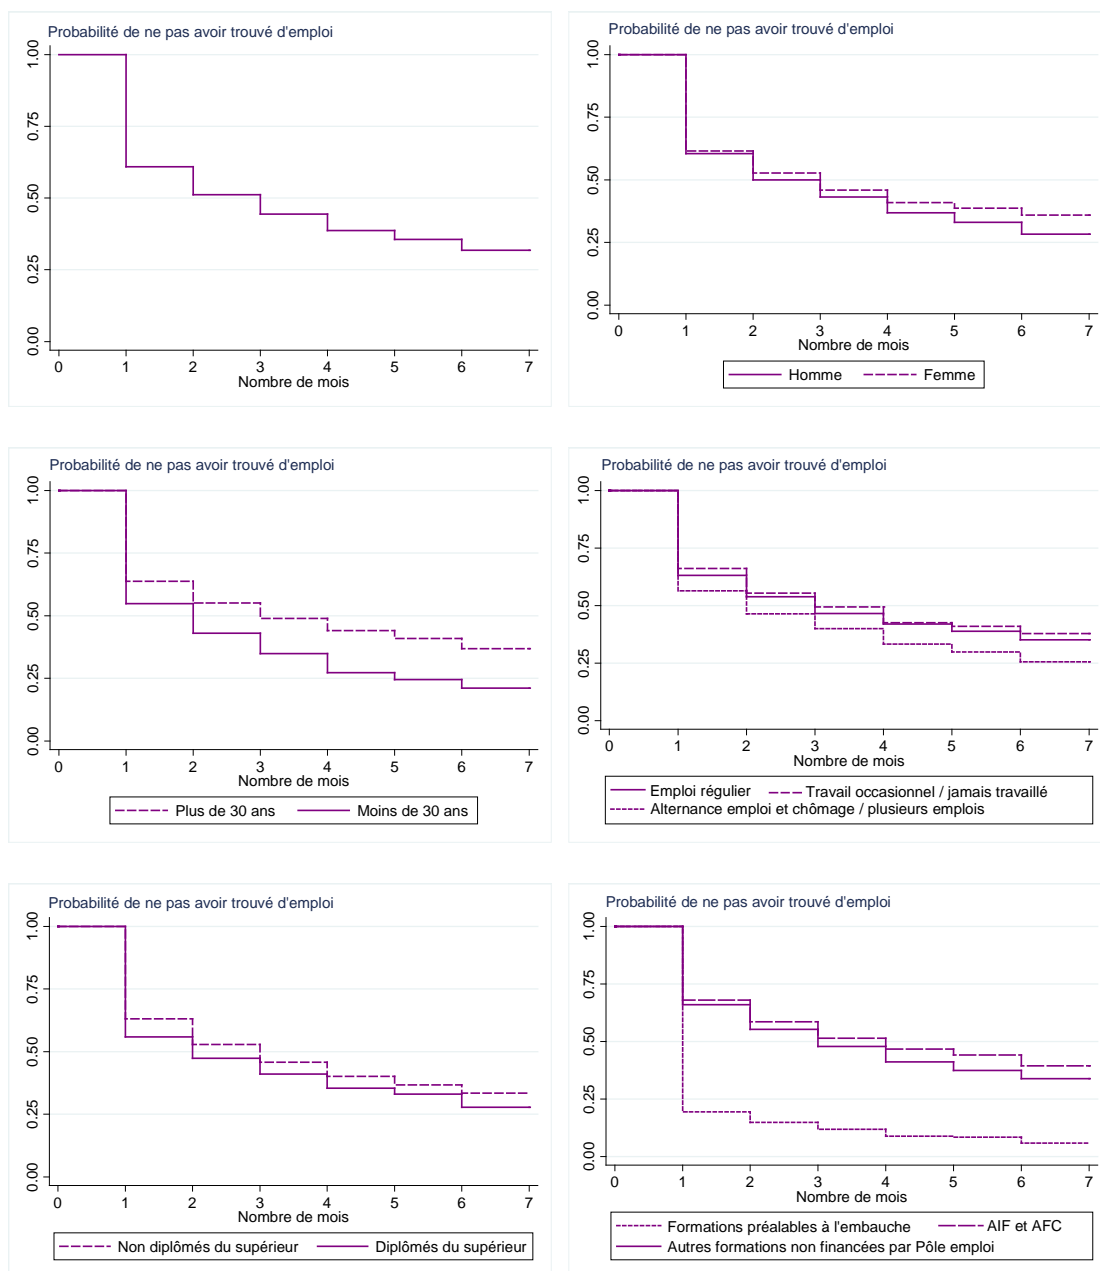 Probabilité de ne pas avoir trouvé d'emploi
1.00
0.75
0.50
0.25
0.00
0 1 2 3 4 5 6 7
Nombre de mois
Probabilité de ne pas avoir trouvé d'emploi
1.00
0.75
0.50
0.25
0.00
0 1 2 3 4 5 6 7
Nombre de mois
Homme Femme
Probabilité de ne pas avoir trouvé d'emploi
1.00
0.75
0.50
0.25
0.00
0 1 2 3 4 5 6 7
Nombre de mois
Plus de 30 ans Moins de 30 ans
Probabilité de ne pas avoir trouvé d'emploi
1.00
0.75
0.50
0.25
0.00
0 1 2 3 4 5 6 7
Nombre de mois
Emploi régulier Travail occasionnel / jamais travaillé
Alternance emploi et chômage / plusieurs emplois
Probabilité de ne pas avoir trouvé d'emploi
1.00
0.75
0.50
0.25
0.00
0 1 2 3 4 5 6 7
Nombre de mois
Non diplômés du supérieur Diplômés du supérieur
Probabilité de ne pas avoir trouvé d'emploi
1.00
0.75
0.50
0.25
0.00
0 1 2 3 4 5 6 7
Nombre de mois
Formations préalables à l'embauche AIF et AFC
Autres formations non financées par Pôle emploi